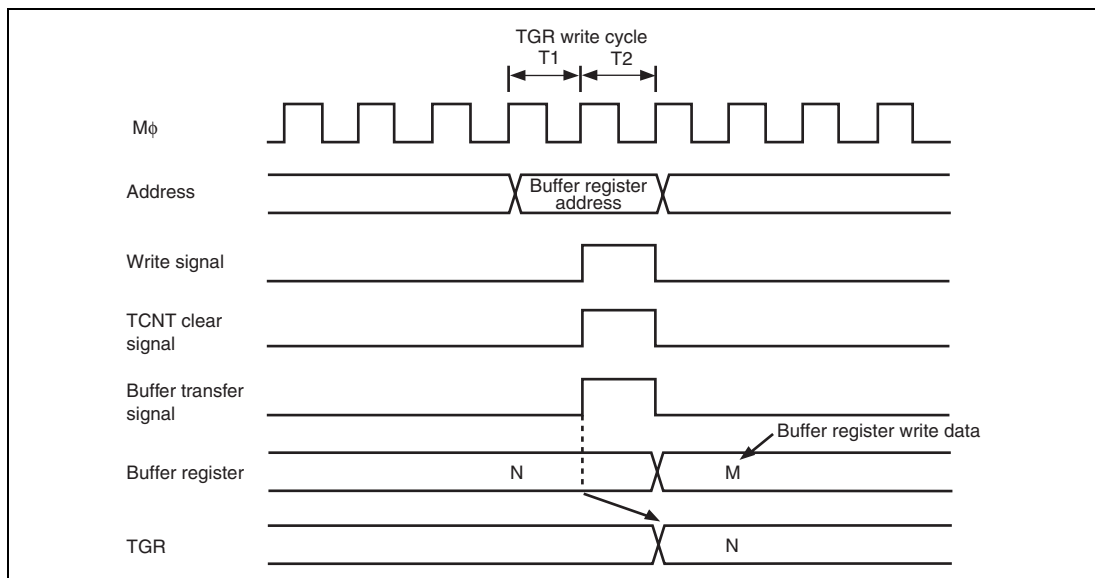 TGR write cycle
T1 T2
Mϕ
Address
Buffer register
address
Write signal
TCNT clear
signal
Buffer transfer
signal
Buffer register write data
Buffer register
N M
TGR
N